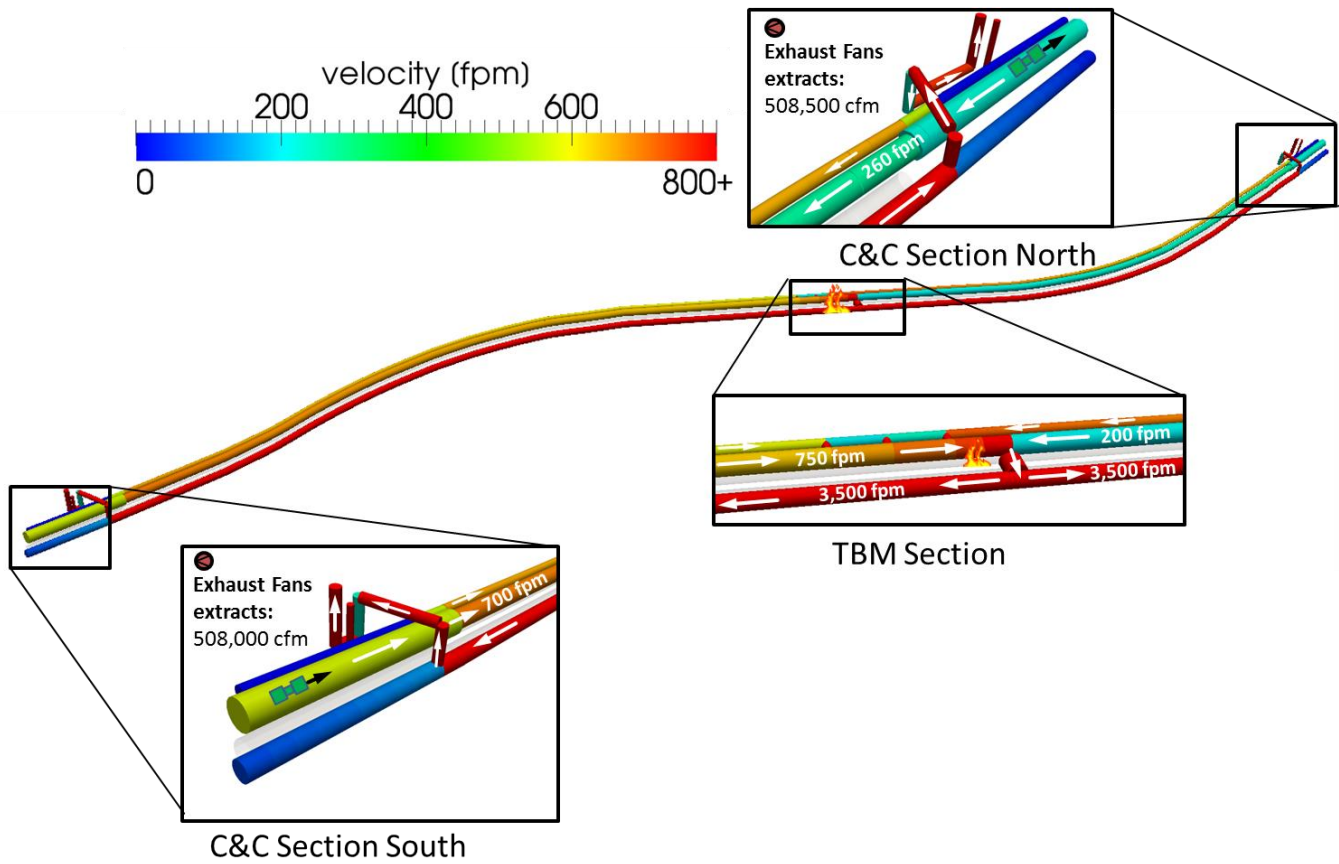 velocity (fpm)
200 400 600
0 800+
Exhaust Fans
extracts:
508,500 cfm
260 fpm
C&C Section North
750 fpm
200 fpm
3,500 fpm
3,500 fpm
TBM Section
Exhaust Fans
extracts:
508,000 cfm
700 fpm
C&C Section South